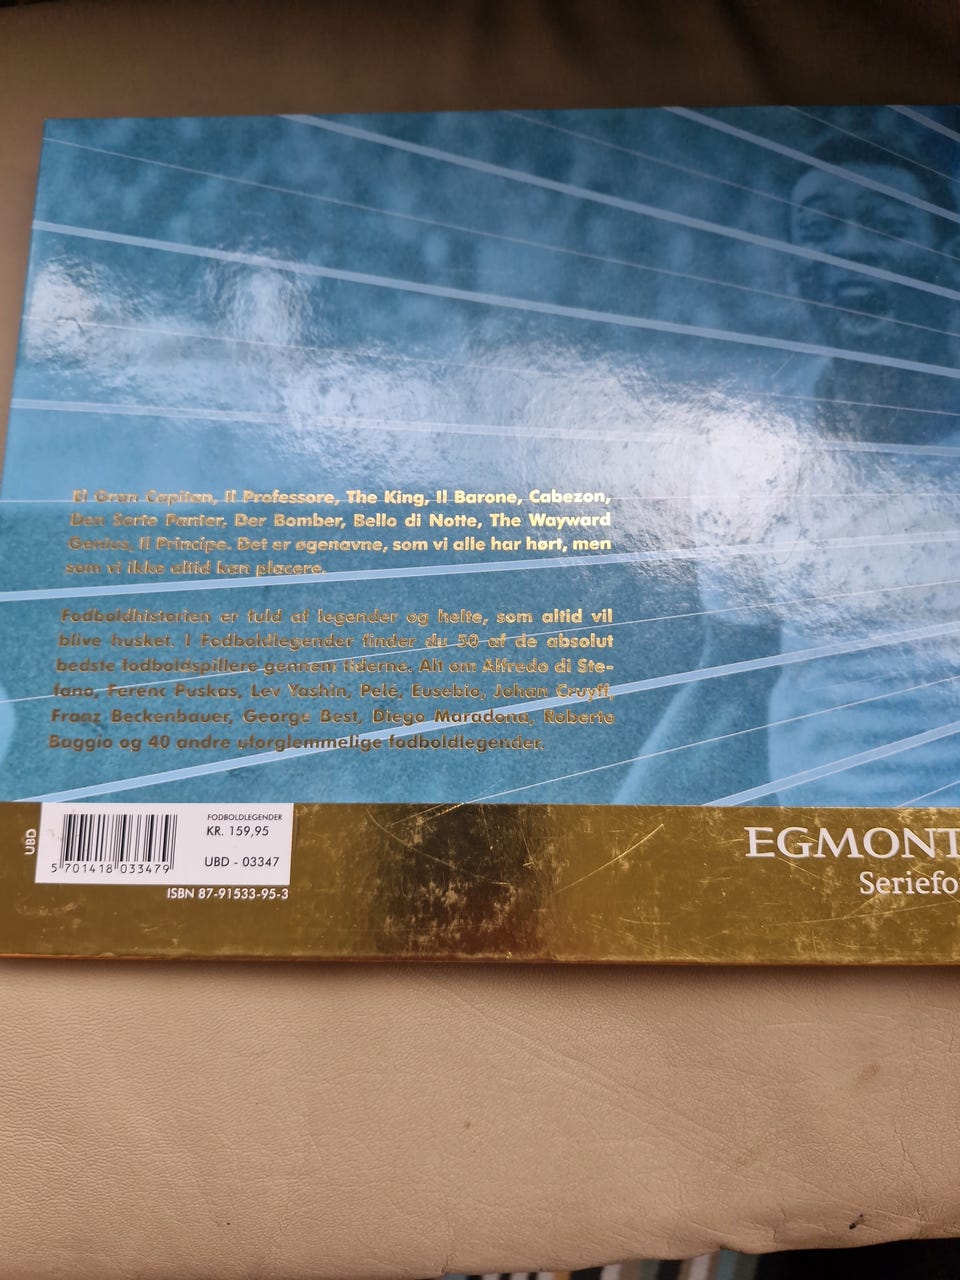 El Gran Capitan, Il Professore, The King, Il Barone, Cabezon,
Den Sorte Panter, Der Bomber, Bello di Notte, The Wayward
Genius, Il Principe. Det er øgenavne, som vi alle har hørt, men
som vi ikke altid kan placere.
Fodboldhistorien er fuld af legender og helte, som altid vil
blive husket. I Fodboldlegender finder du 50 af de absolut
bedste fodboldspillere gennem tiderne. Alt om Alfredo di Ste-
fano, Ferenc Puskas, Lev Yashin, Pelé, Eusebio, Johan Cruyff,
Franz Beckenbauer, George Best, Diego Maradona, Roberto
Baggio og 40 andre uforglemmelige fodboldlegender.
UBD
FODBOLDLEGENDER
KR. 159,95
UBD - 03347
5 701418 033479
ISBN 87-91533-95-3
EGMONT
Seriefo